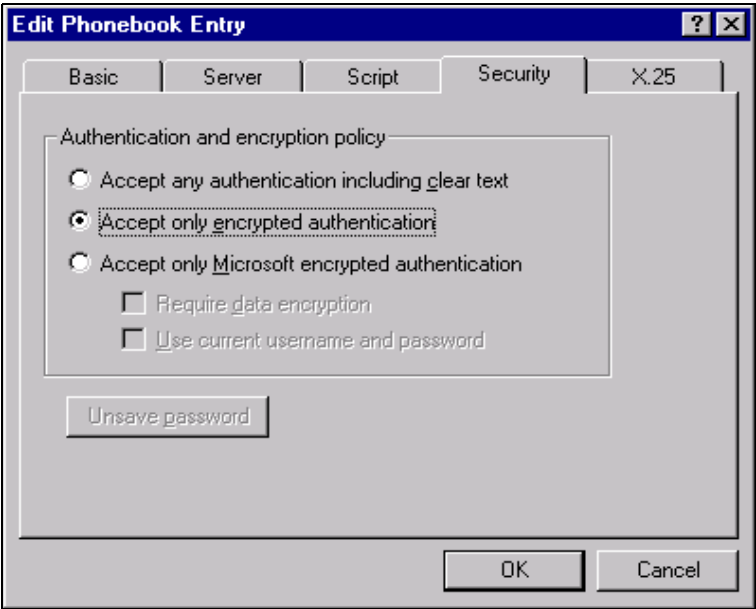 Edit Phonebook Entry
Basic Server Script Security X.25
Authentication and encryption policy
Accept any authentication including clear text
Accept only encrypted authentication
Accept only Microsoft encrypted authentication
Require data encryption
Use current username and password
Unsave password
OK Cancel